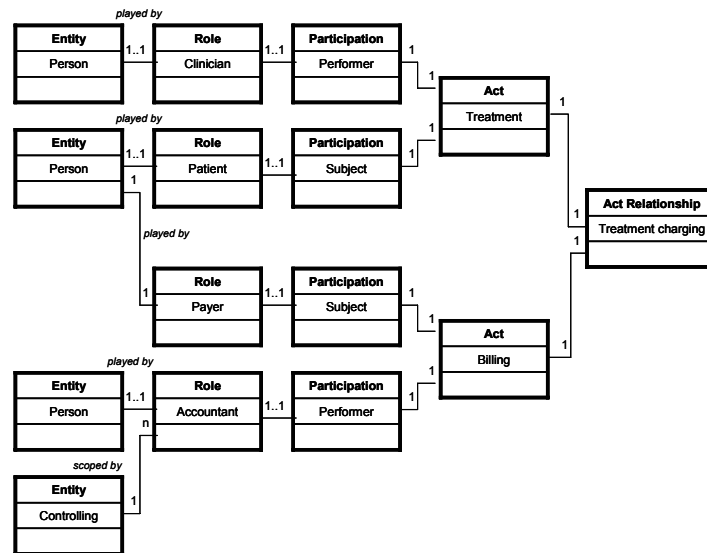 played by
Entity
Person
1..1
Role
Clinician
1..1
Participation
Performer
1
1
Act
Treatment
1
played by
Entity
Person
1..1
1
Role
Patient
1..1
Participation
Subject
1
1
Act Relationship
Treatment charging
1
1
played by
1
Role
Payer
1..1
Participation
Subject
1
1
Act
Billing
1
played by
Entity
Person
1..1
Role
Accountant
n
1..1
Participation
Performer
1
1
scoped by
Entity
Controlling
1